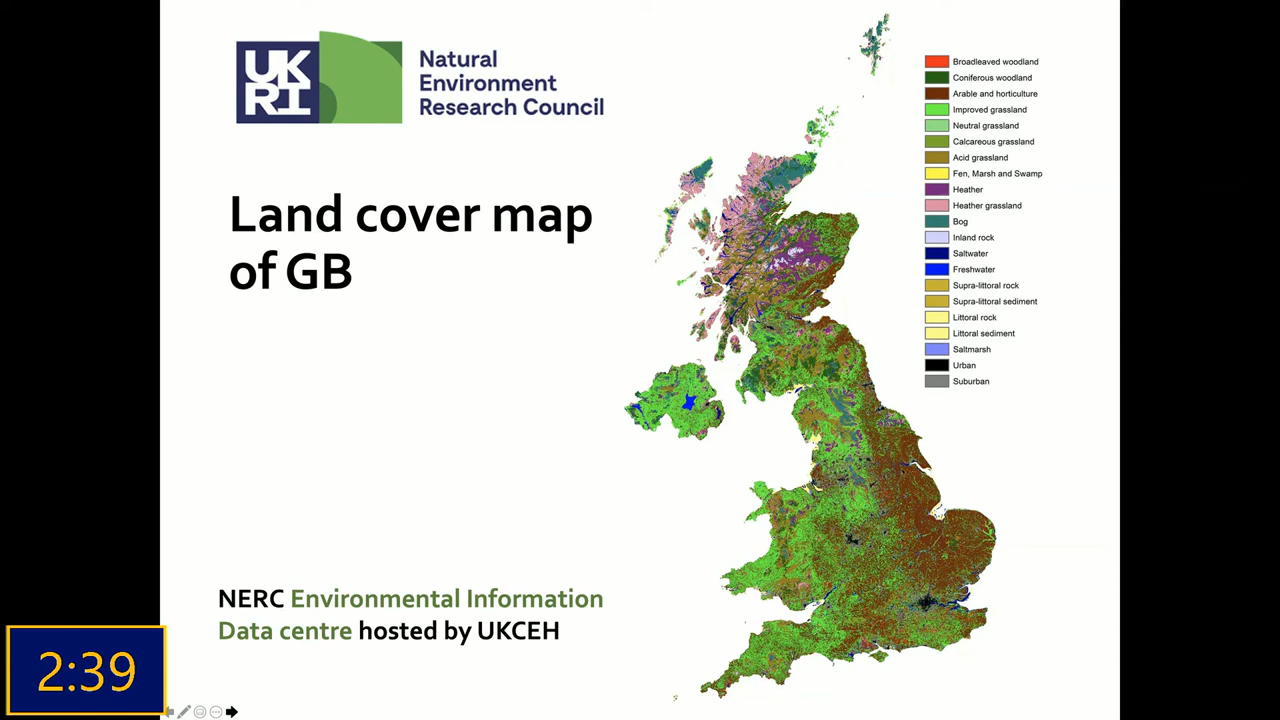 UK
RI
Natural
Environment
Research Council
Land cover map
of GB
NERC Environmental Information
Data centre hosted by UKCEH
Broadleaved woodland
Coniferous woodland
Arable and horticulture
Improved grassland
Neutral grassland
Calcareous grassland
Acid grassland
Fen, Marsh and Swamp
Heather
Heather grassland
Bog
Inland rock
Saltwater
Freshwater
Supra-littoral rock
Supra-littoral sediment
Littoral rock
Littoral sediment
Saltmarsh
Urban
Suburban
2:39